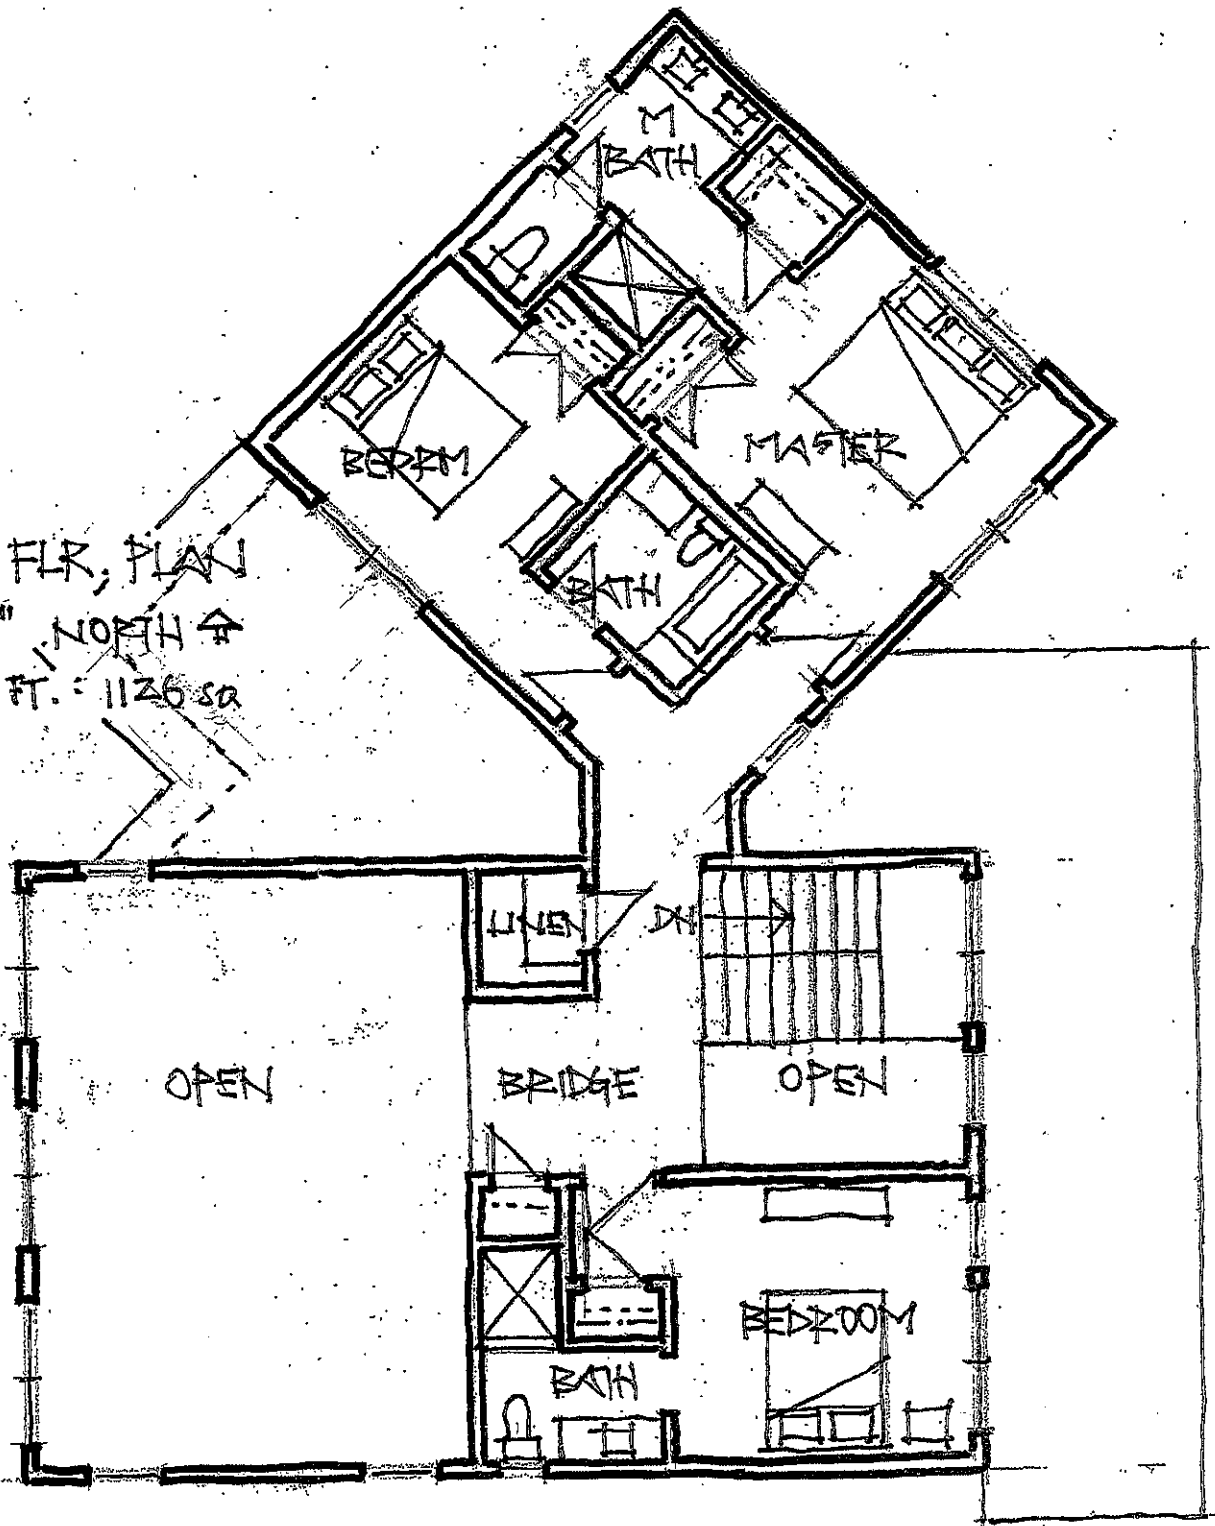 M
BATH
BEDRM
MASTER
FLR. PLAN
"
BATH
NORTH
FT. : 1126 SQ
LINEN
DN
OPEN
BRIDGE
OPEN
BEDROOM
BATH